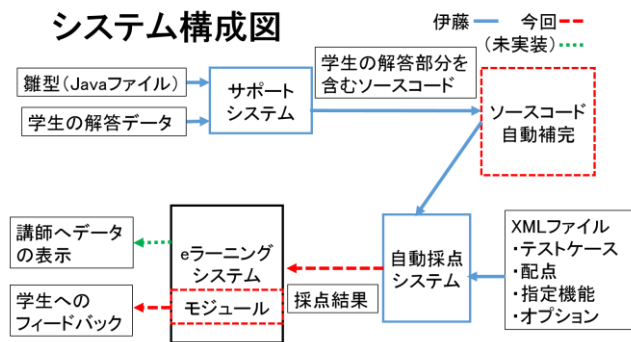 システム構成図
伊藤
今回
(未実装)
雛型(Javaファイル)
学生の解答データ
サポート
システム
学生の解答部分を
含むソースコード
ソースコード
自動補完
講師へデータ
の表示
学生への
フィードバック
eラーニング
システム
モジュール
採点結果
自動採点
システム
XMLファイル
・テストケース
・配点
・指定機能
・オプション